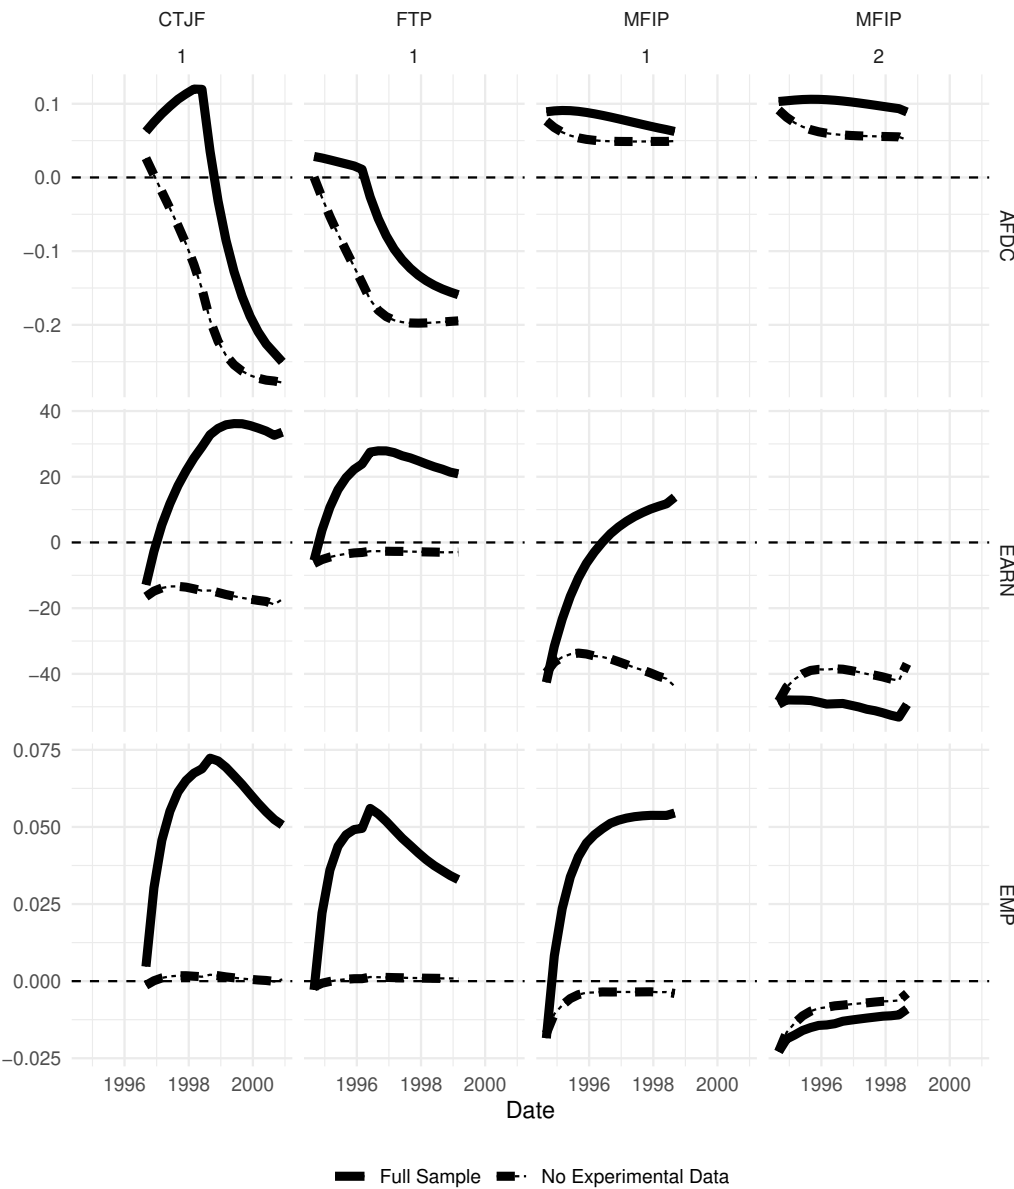 CTJF FTP MFIP MFIP
1 1 1 2
0.1
0.0
−0.1
−0.2
AFDC
40
20
0
−20
−40
EARN
0.075
0.050
0.025
0.000
−0.025
EMP
1996 1998 2000 1996 1998 2000 1996 1998 2000 1996 1998 2000
Date
Full Sample No Experimental Data